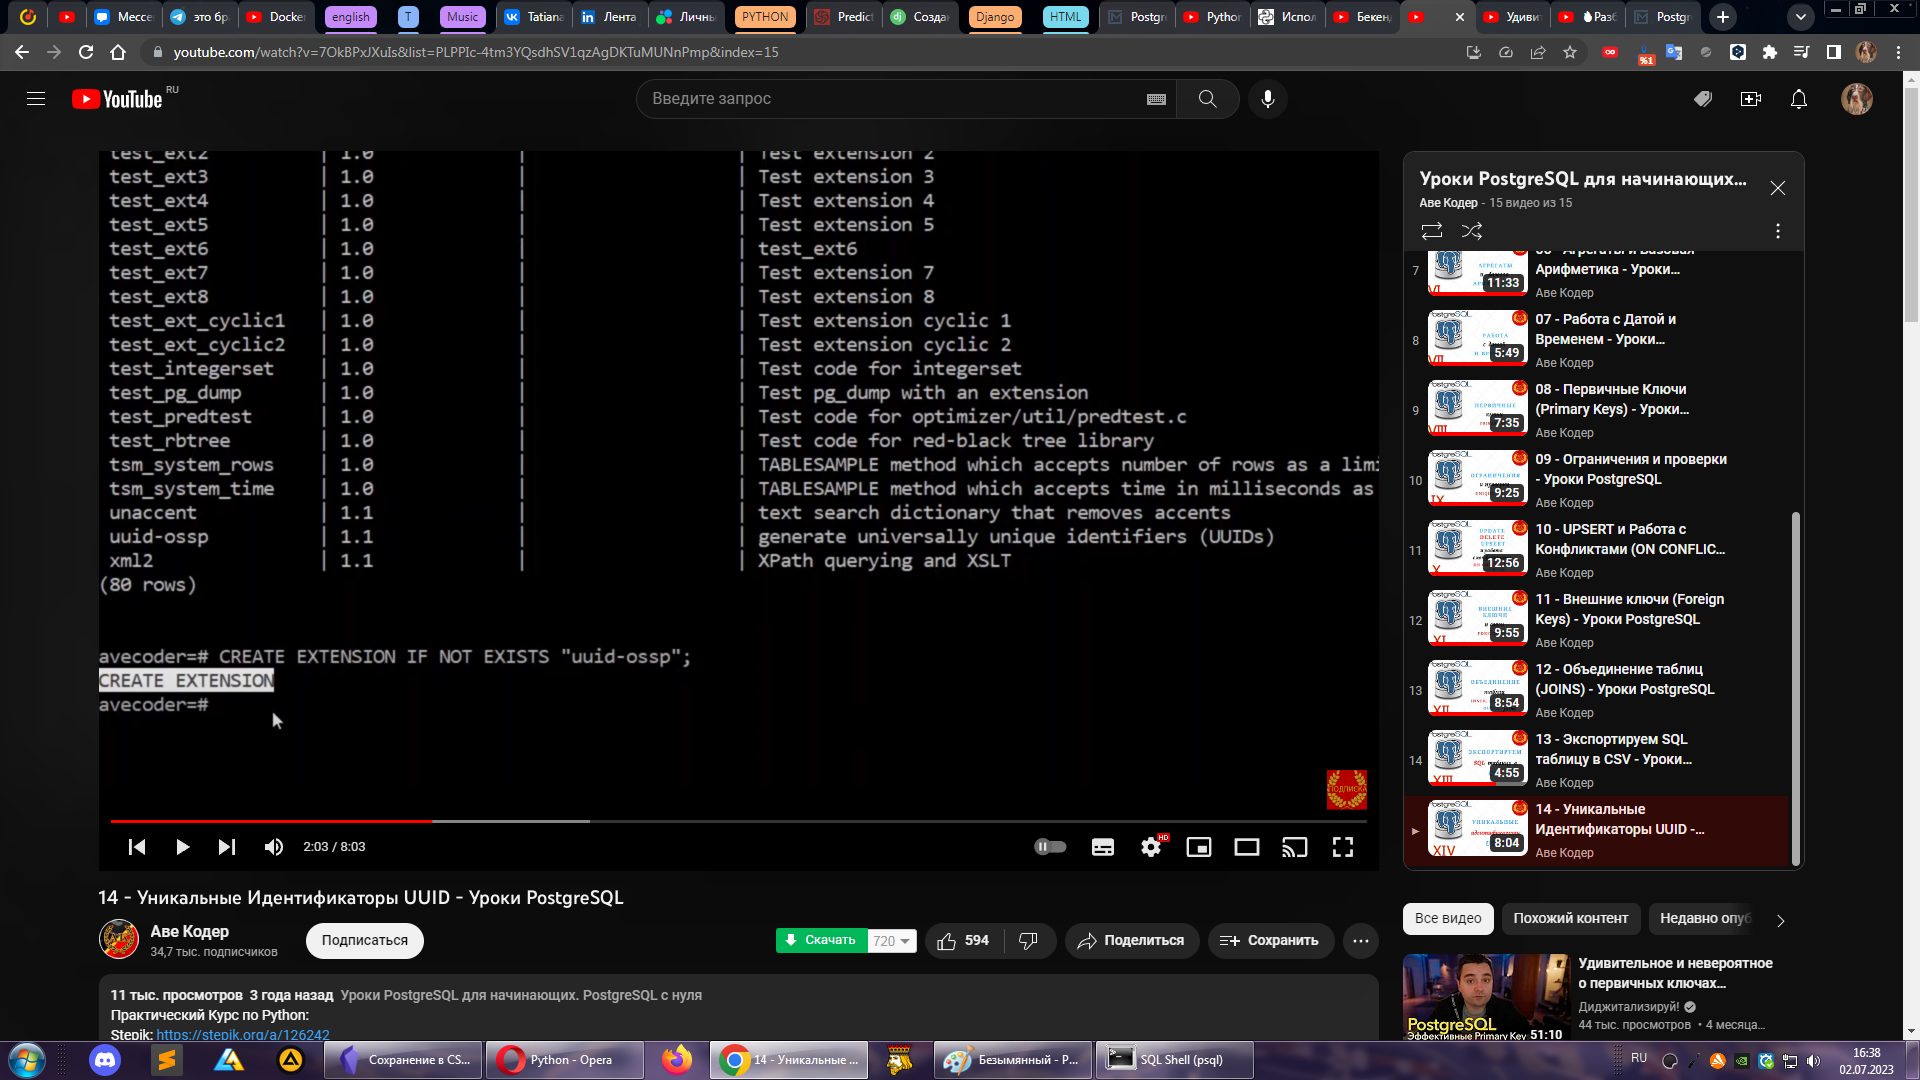 Мессе
это бр
Docke
english
T
Music
Tatiana
Лента
Личны
PYTHON
Predict
Созда
Django
HTML
Postgr
Python
Испол
Бекен
Удиви
Разб
Postgr
youtube.com/watch?v=7OkBPxJXuIs&list=PLPPIc-4tm3YQsdhSV1qzAgDKTuMUNnPmp&index=15
%1
YouTube RU
Введите запрос
test_ext2 | 1.0 | | Test extension 2
test_ext3 | 1.0 | | Test extension 3
test_ext4 | 1.0 | | Test extension 4
test_ext5 | 1.0 | | Test extension 5
test_ext6 | 1.0 | | test_ext6
test_ext7 | 1.0 | | Test extension 7
test_ext8 | 1.0 | | Test extension 8
test_ext_cyclic1 | 1.0 | | Test extension cyclic 1
test_ext_cyclic2 | 1.0 | | Test extension cyclic 2
test_integerset | 1.0 | | Test code for integerset
test_pg_dump | 1.0 | | Test pg_dump with an extension
test_predtest | 1.0 | | Test code for optimizer/util/predtest.c
test_rbtree | 1.0 | | Test code for red-black tree library
tsm_system_rows | 1.0 | | TABLESAMPLE method which accepts number of rows as a limi
tsm_system_time | 1.0 | | TABLESAMPLE method which accepts time in milliseconds as
unaccent | 1.1 | | text search dictionary that removes accents
uuid-ossp | 1.1 | | generate universally unique identifiers (UUIDs)
xml2 | 1.1 | | XPath querying and XSLT
(80 rows)
avecoder=# CREATE EXTENSION IF NOT EXISTS "uuid-ossp";
CREATE EXTENSION
avecoder=#
ПОДПИСКА
2:03 / 8:03
HD
14 - Уникальные Идентификаторы UUID - Уроки PostgreSQL
Аве Кодер
34,7 тыс. подписчиков
Подписаться
Скачать
720
594
Поделиться
Сохранить
11 тыс. просмотров 3 года назад Уроки PostgreSQL для начинающих. PostgreSQL с нуля
Практический Курс по Python:
Stepik: https://stepik.org/a/126242
Уроки PostgreSQL для начинающих...
Аве Кодер - 15 видео из 15
7
11:33
06 - Агрегаты и Базовая
Арифметика - Уроки...
Аве Кодер
8
5:49
07 - Работа с Датой и
Временем - Уроки...
Аве Кодер
9
7:35
08 - Первичные Ключи
(Primary Keys) - Уроки...
Аве Кодер
10
9:25
09 - Ограничения и проверки
- Уроки PostgreSQL
Аве Кодер
11
12:56
10 - UPSERT и Работа с
Конфликтами (ON CONFLIC...
Аве Кодер
12
9:55
11 - Внешние ключи (Foreign
Keys) - Уроки PostgreSQL
Аве Кодер
13
8:54
12 - Объединение таблиц
(JOINS) - Уроки PostgreSQL
Аве Кодер
14
4:55
13 - Экспортируем SQL
таблицу в CSV - Уроки...
Аве Кодер
8:04
14 - Уникальные
Идентификаторы UUID -...
Аве Кодер
Все видео
Похожий контент
Недавно опуб
PostgreSQL
Эффективные Primary Key
51:10
Удивительное и невероятное
о первичных ключах...
Диджитализируй!
44 тыс. просмотров • 4 месяца...
Сохранение в CS...
Python - Opera
14 - Уникальные ...
Безымянный - P...
SQL Shell (psql)
RU
16:38
02.07.2023